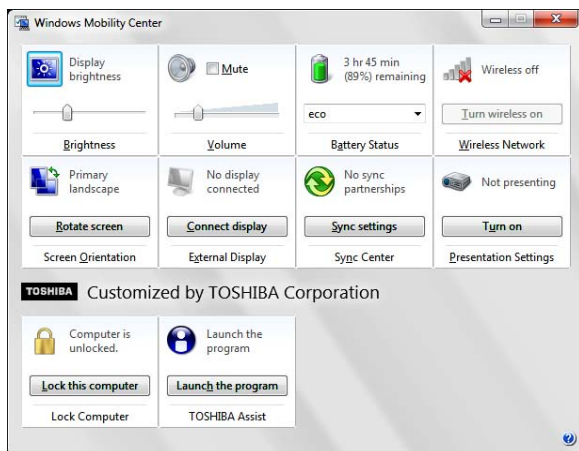 Windows Mobility Center
Display
brightness
Brightness
Mute
Volume
3 hr 45 min
(89%) remaining
eco
Battery Status
Wireless off
Turn wireless on
Wireless Network
Primary
landscape
Rotate screen
Screen Orientation
No display
connected
Connect display
External Display
No sync
partnerships
Sync settings
Sync Center
Not presenting
Turn on
Presentation Settings
TOSHIBA Customized by TOSHIBA Corporation
Computer is
unlocked.
Lock this computer
Lock Computer
Launch the
program
Launch the program
TOSHIBA Assist